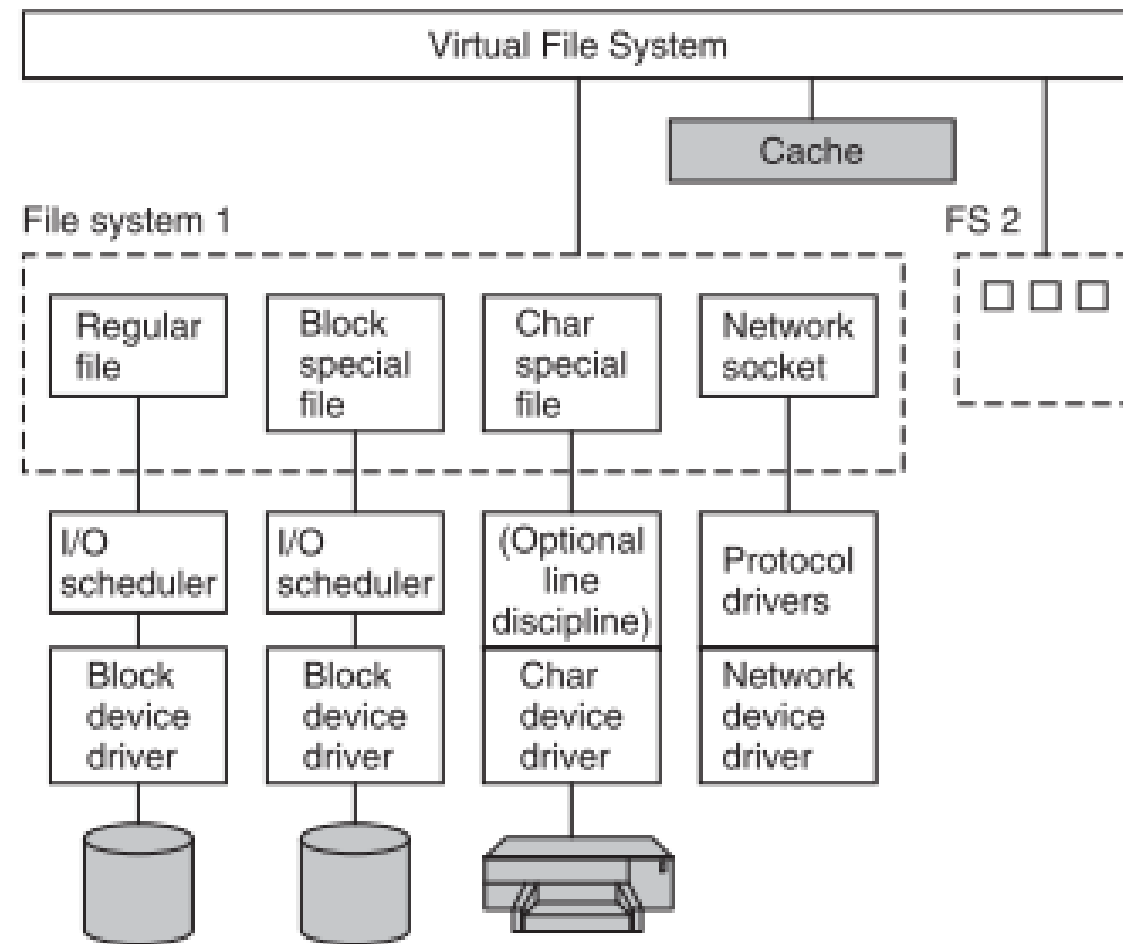 Virtual File System
Cache
File system 1
FS 2
Regular
file
Block
special
file
Char
special
file
Network
socket
I/O
scheduler
I/O
scheduler
(Optional
line
discipline)
Protocol
drivers
Block
device
driver
Block
device
driver
Char
device
driver
Network
device
driver